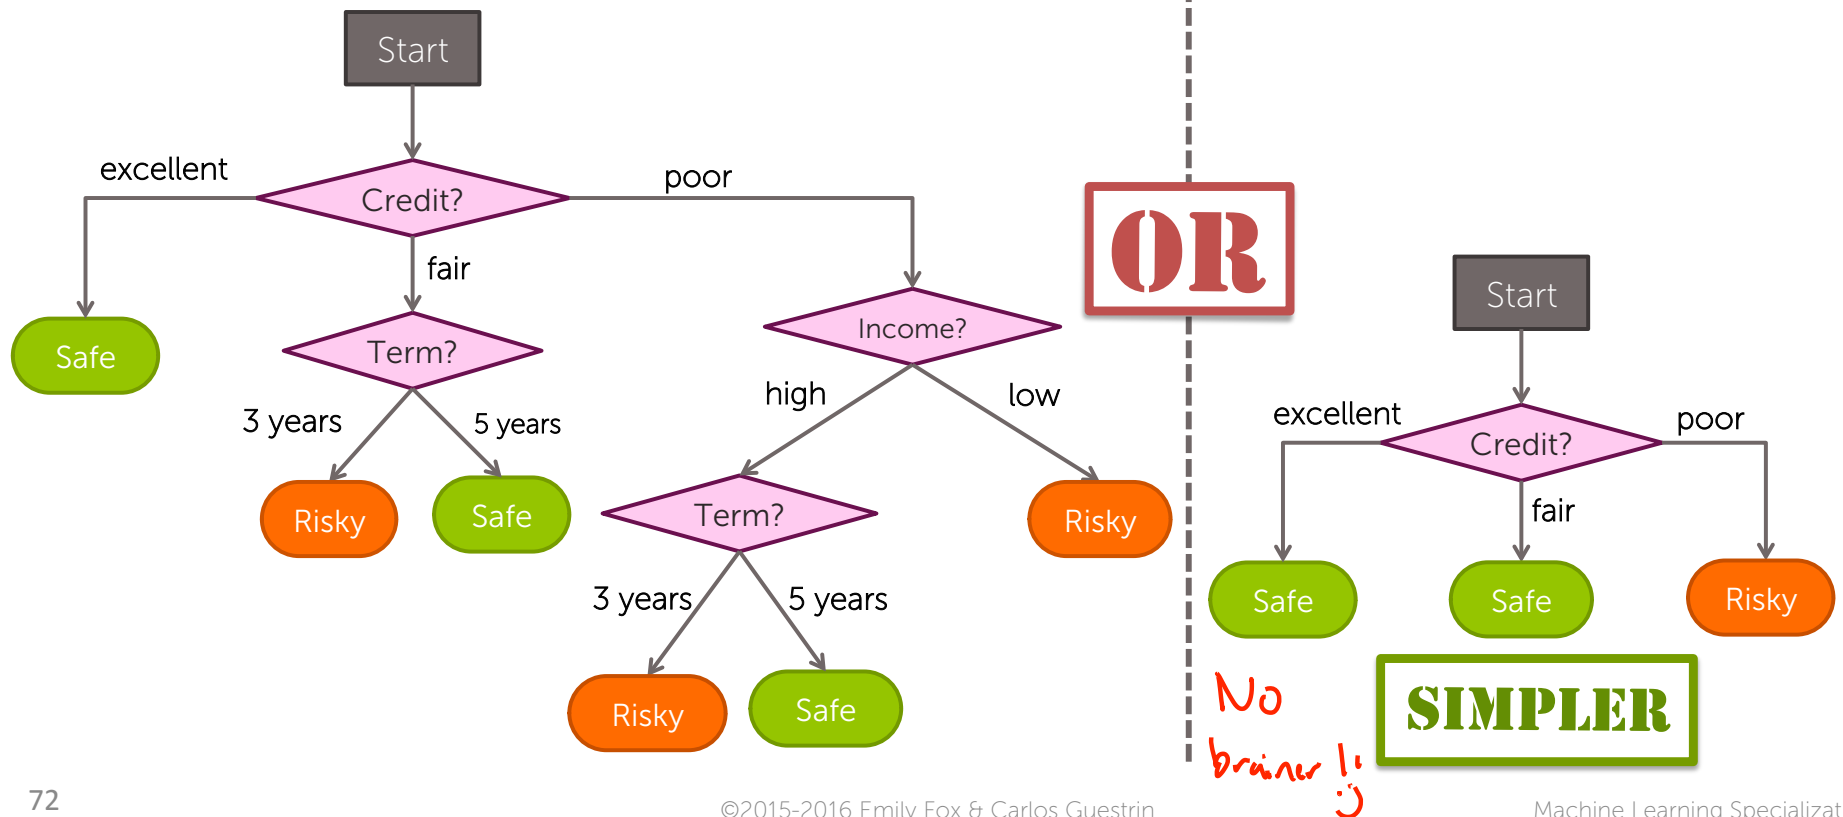 Start
excellent
Credit?
poor
fair
Safe
Term?
Income?
3 years
5 years
high
low
Risky
Safe
Term?
Risky
3 years
5 years
Risky
Safe
OR
Start
excellent
Credit?
poor
fair
Safe
Safe
Risky
No
brainer !!
SIMPLER
72
©2015-2016 Emily Fox & Carlos Guestrin
Machine Learning Specializat